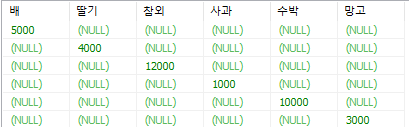 배 딸기 참외 사과 수박 망고
5000 (NULL) (NULL) (NULL) (NULL) (NULL)
(NULL) 4000 (NULL) (NULL) (NULL) (NULL)
(NULL) (NULL) 12000 (NULL) (NULL) (NULL)
(NULL) (NULL) (NULL) 1000 (NULL) (NULL)
(NULL) (NULL) (NULL) (NULL) 10000 (NULL)
(NULL) (NULL) (NULL) (NULL) (NULL) 3000